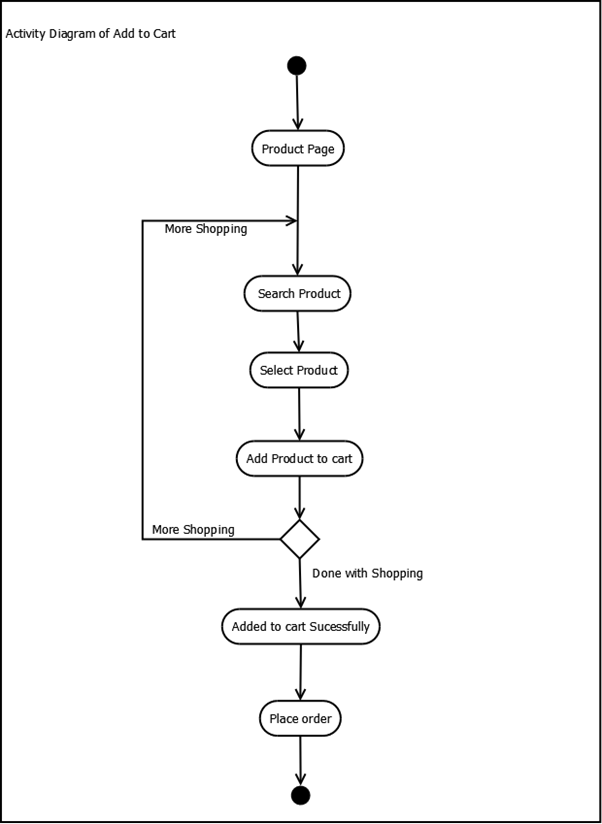 Activity Diagram of Add to Cart
Product Page
More Shopping
Search Product
Select Product
Add Product to cart
More Shopping
Done with Shopping
Added to cart Sucessfully
Place order